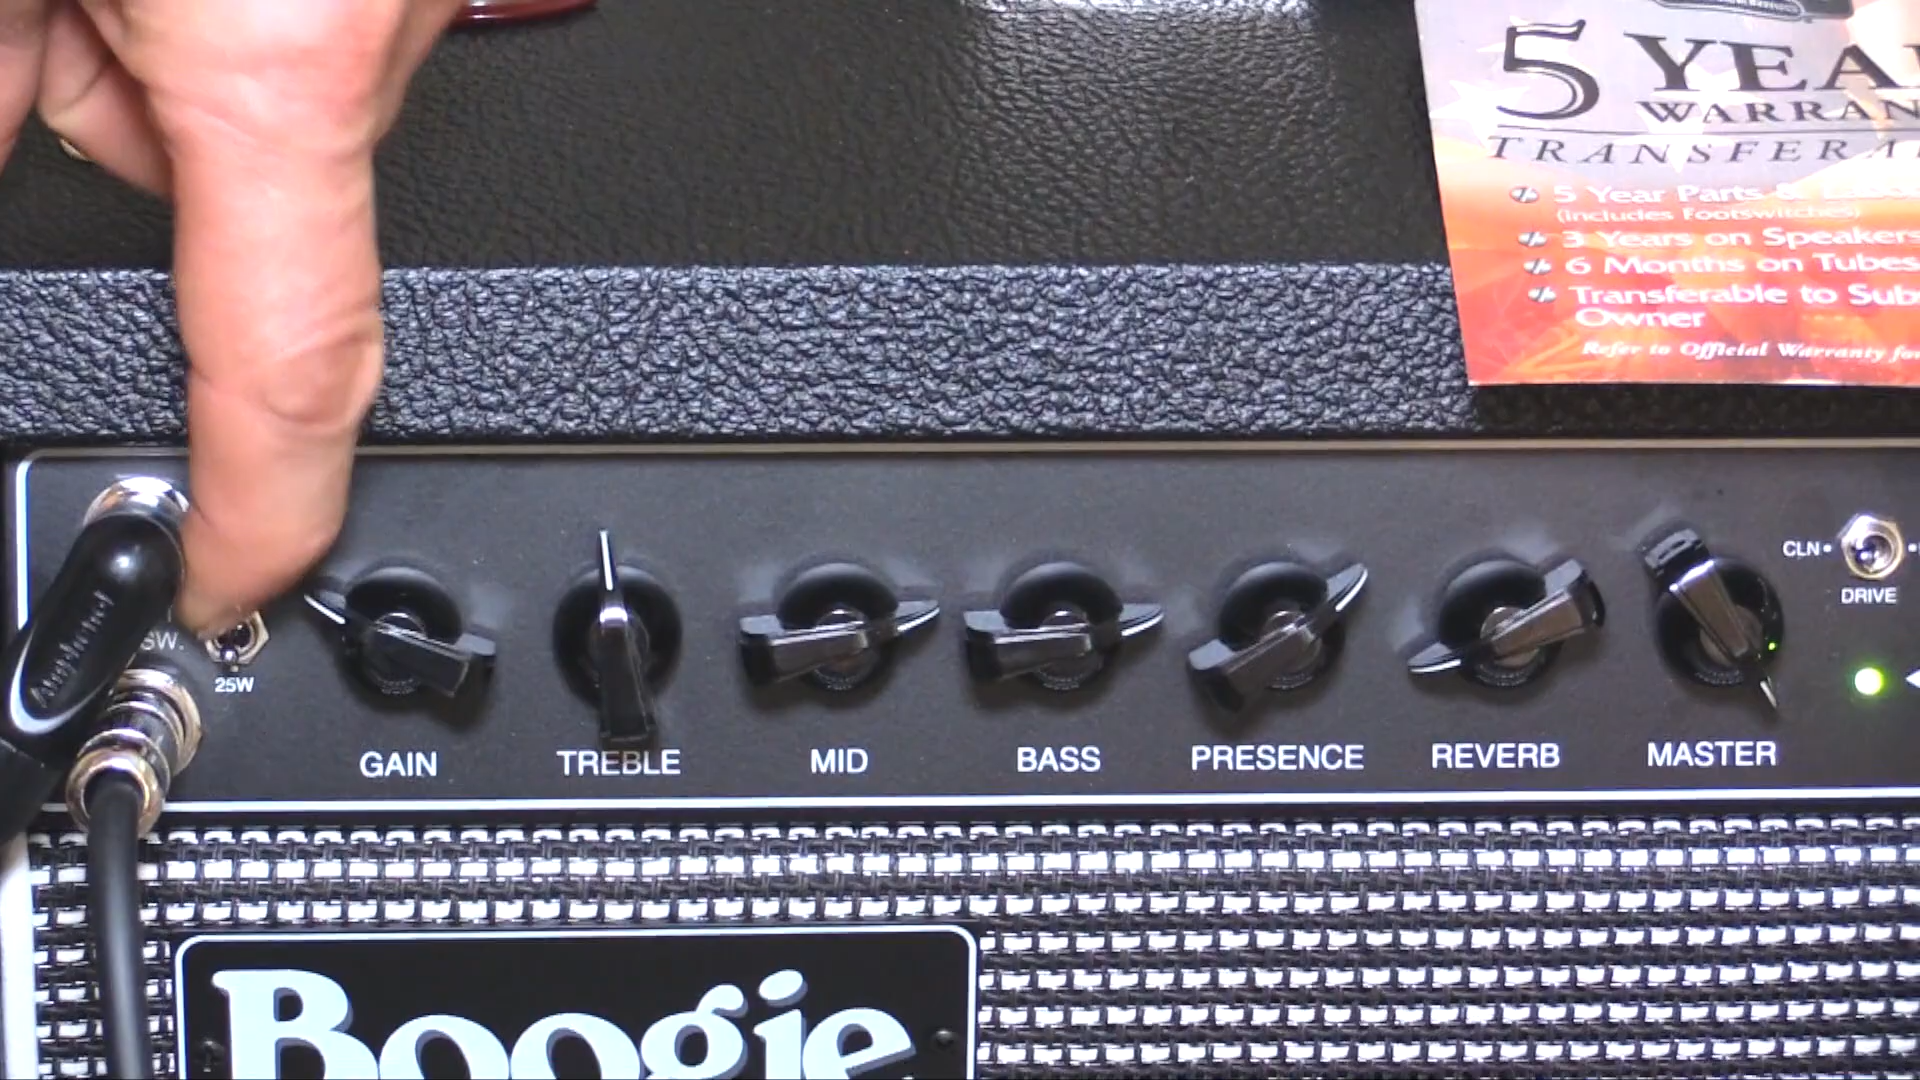 5 YEA
WARRAN
TRANSFERA
5 Year Parts &
(Includes Footswitches)
3 Years on Speakers
6 Months on Tubes
Transferable to Sub
Owner
Refer to Official Warranty for
CLN
DRIVE
SW.
25W
GAIN
TREBLE
MID
BASS
PRESENCE
REVERB
MASTER
Boogie